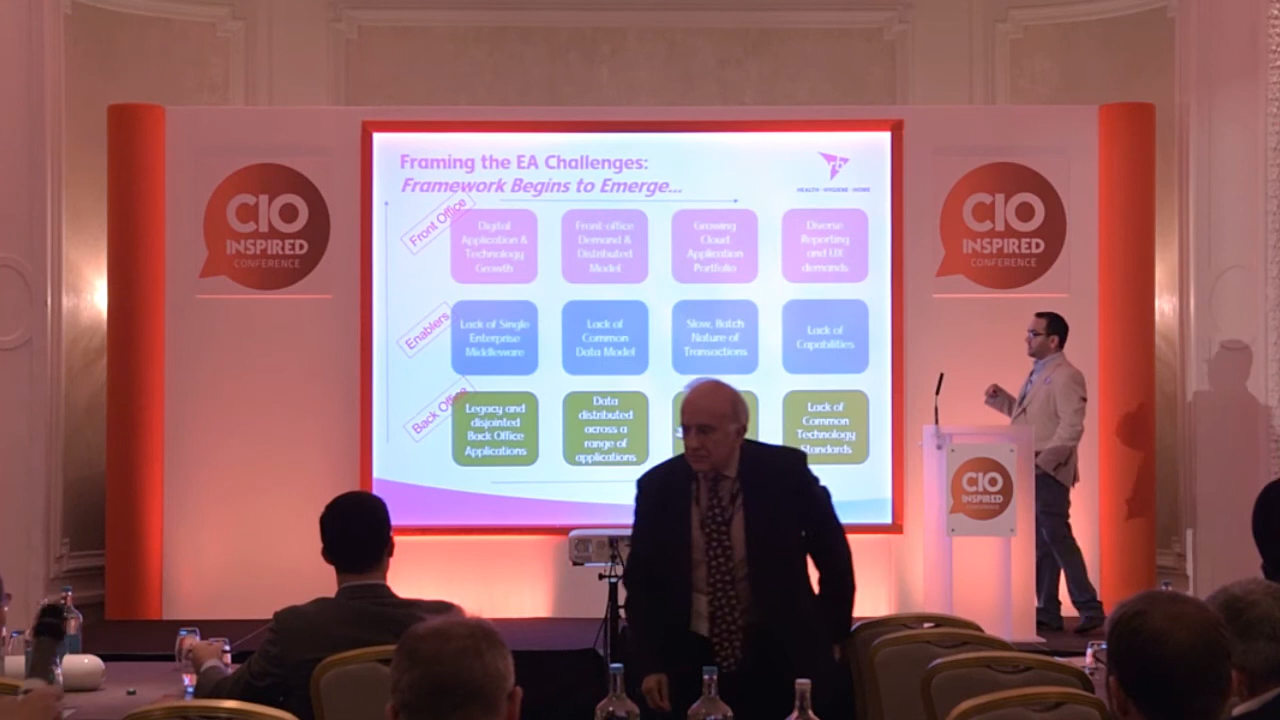 CIO
INSPIRED
CONFERENCE
Framing the EA Challenges:
Framework Begins to Emerge...
rb
HEALTH • HYGIENE • HOME
Front Office
Digital
Application &
Technology
Growth
Front-office
Demand &
Distributed
Model
Growing
Cloud
Application
Portfolio
Diverse
Reporting
and UX
demands
Enablers
Lack of Single
Enterprise
Middleware
Lack of
Common
Data Model
Slow, Batch
Nature of
Transactions
Lack of
Capabilities
Back Office
Legacy and
disjointed
Back Office
Applications
Data
distributed
across a
range of
applications
Lack of
Common
Technology
Standards
CIO
INSPIRED
CONFERENCE
CIO
INSPIRED
CONFERENCE